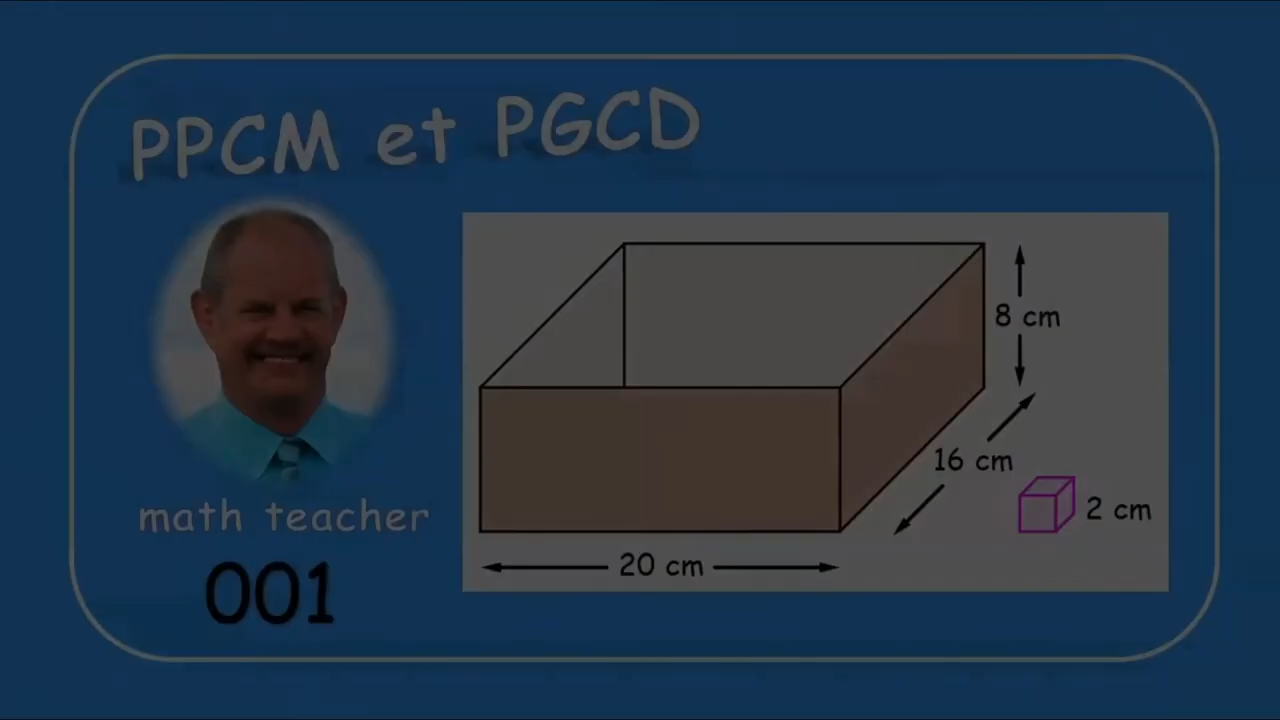 PPCM et PGCD
8 cm
16 cm
2 cm
20 cm
math teacher
001